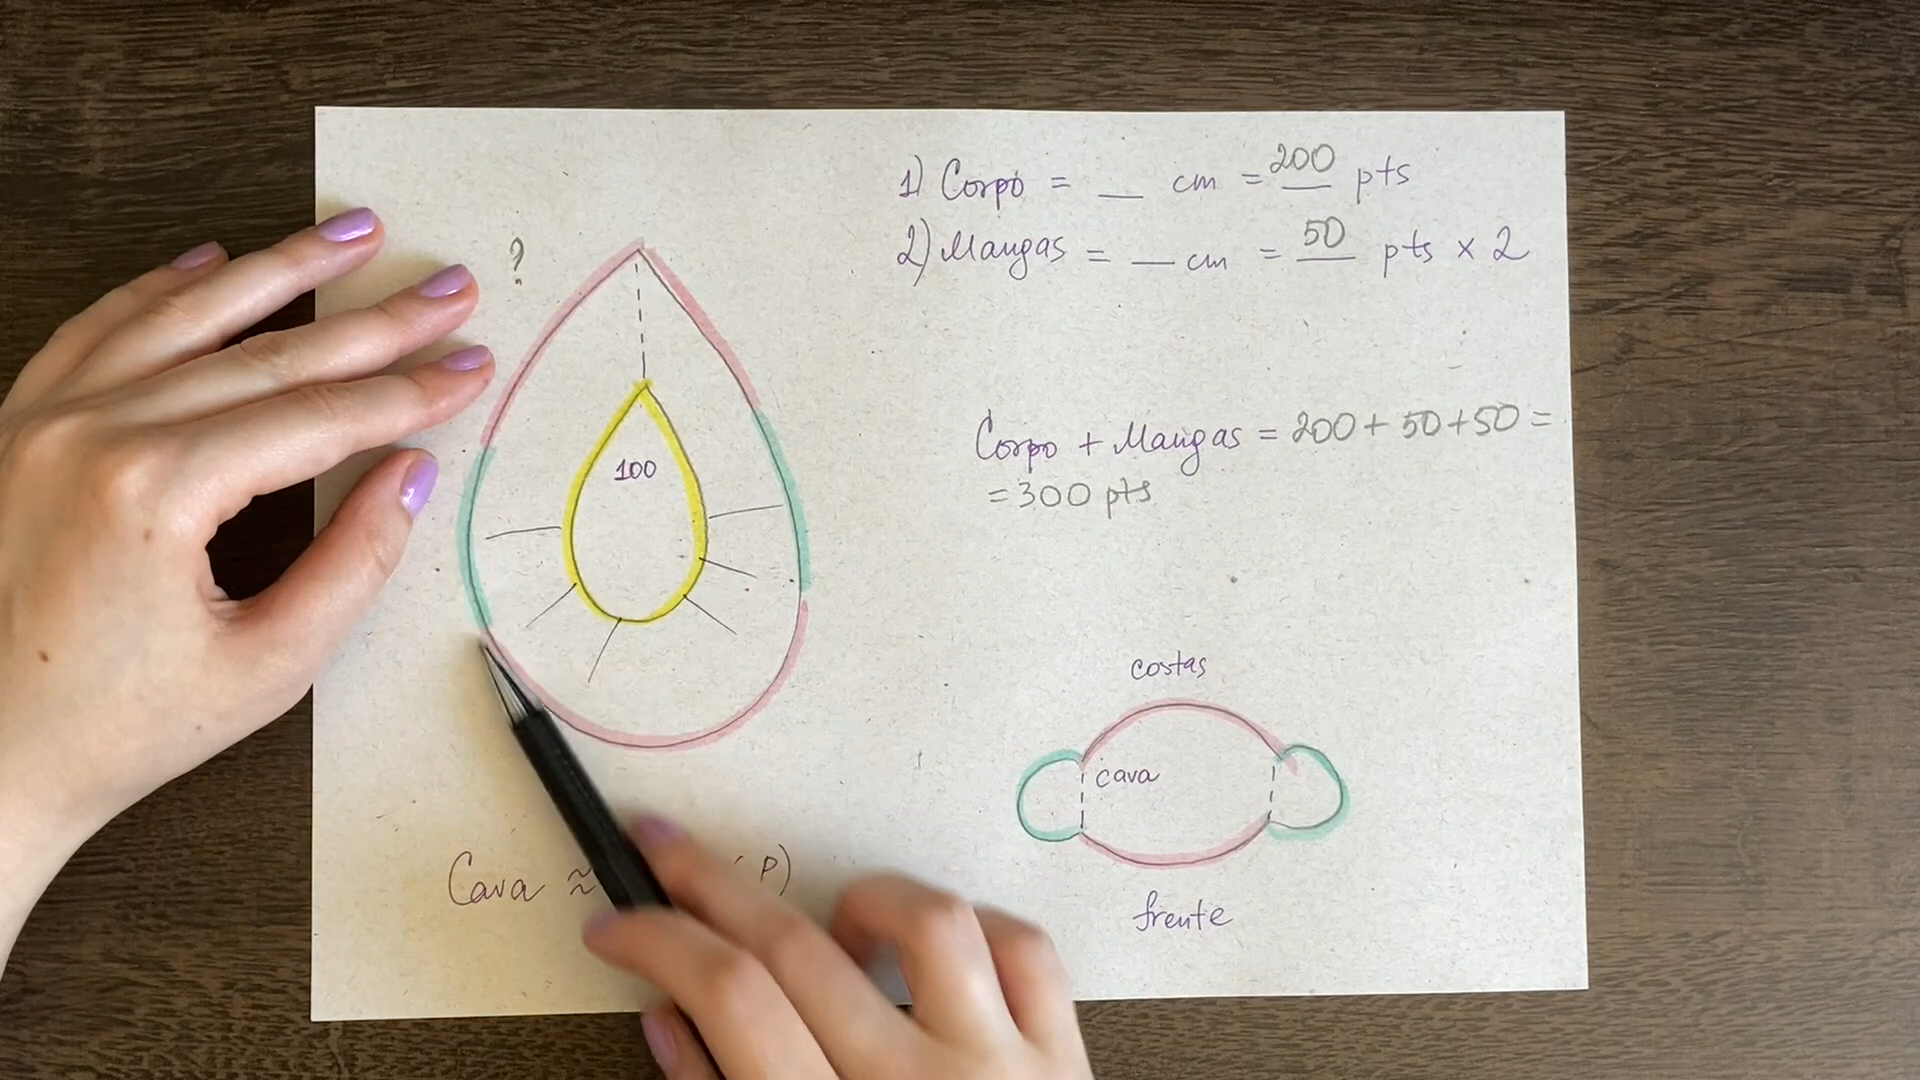 1) Corpo = __ cm = 200 pts
2) Mangas = __ cm = 50 pts x 2
?
100
Corpo + Mangas = 200 + 50 + 50 =
= 300 pts
costas
cava
frente
Cava ≈ p)